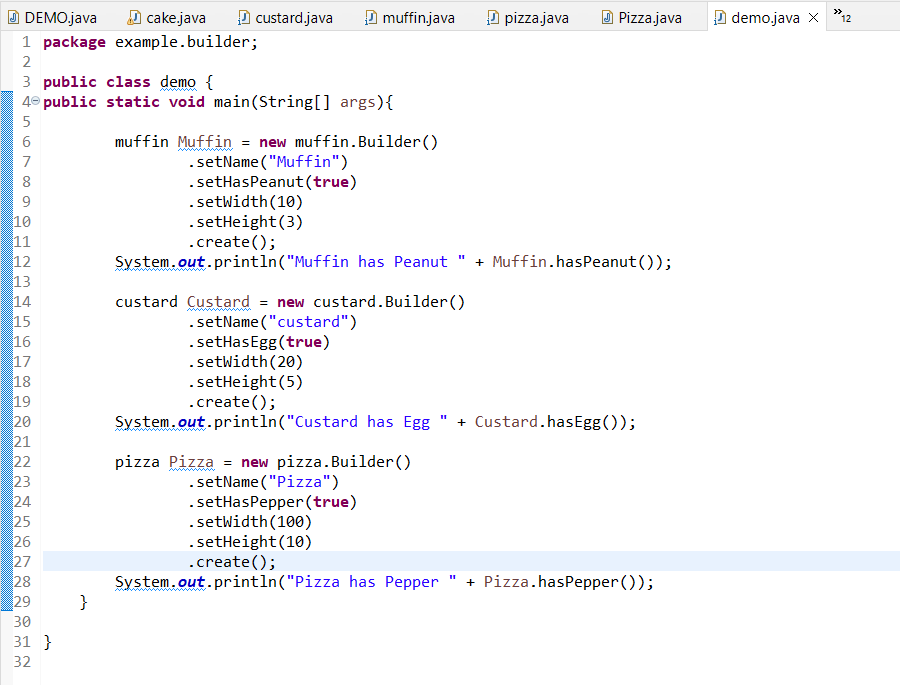 DEMO.java cake.java custard.java muffin.java pizza.java Pizza.java demo.java »12
1 package example.builder;
2
3 public class demo {
4 public static void main(String[] args){
5
6 muffin Muffin = new muffin.Builder()
7 .setName("Muffin")
8 .setHasPeanut(true)
9 .setWidth(10)
10 .setHeight(3)
11 .create();
12 System.out.println("Muffin has Peanut " + Muffin.hasPeanut());
13
14 custard Custard = new custard.Builder()
15 .setName("custard")
16 .setHasEgg(true)
17 .setWidth(20)
18 .setHeight(5)
19 .create();
20 System.out.println("Custard has Egg " + Custard.hasEgg());
21
22 pizza Pizza = new pizza.Builder()
23 .setName("Pizza")
24 .setHasPepper(true)
25 .setWidth(100)
26 .setHeight(10)
27 .create();
28 System.out.println("Pizza has Pepper " + Pizza.hasPepper());
29 }
30
31 }
32